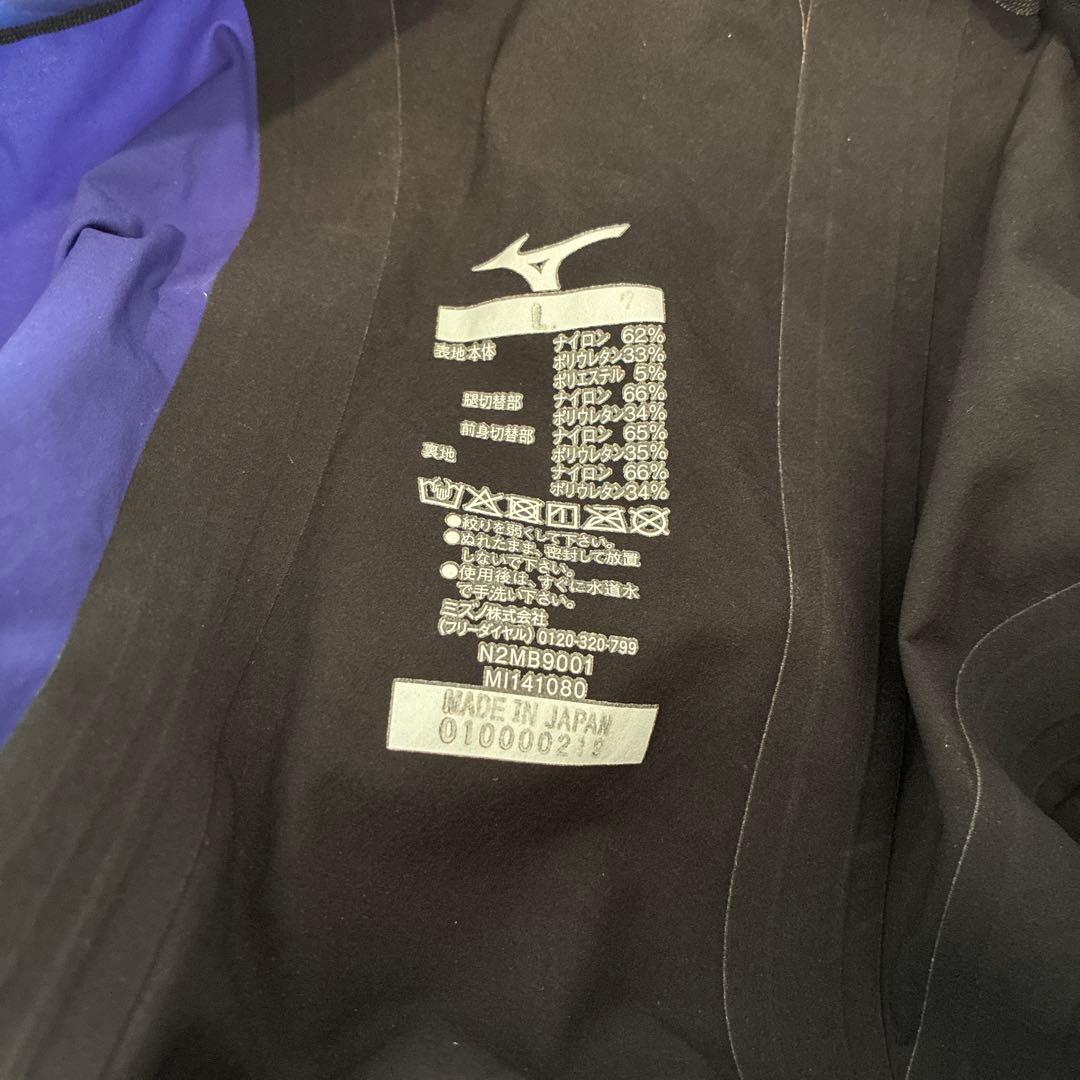 L 7
表地本体 ナイロン 62%
ポリウレタン33%
ポリエステル 5%
腿切替部 ナイロン 66%
ポリウレタン34%
前身切替部 ナイロン 65%
ポリウレタン35%
裏地 ナイロン 66%
ポリウレタン34%
●絞りを弱くして下さい。
●ぬれたまま、密封して放置
しないで下さい。
●使用後は、すぐに水道水
で手洗い下さい。
ミズノ株式会社
(フリーダイヤル) 0120-320-799
N2MB9001
MI141080
MADE IN JAPAN
010000219